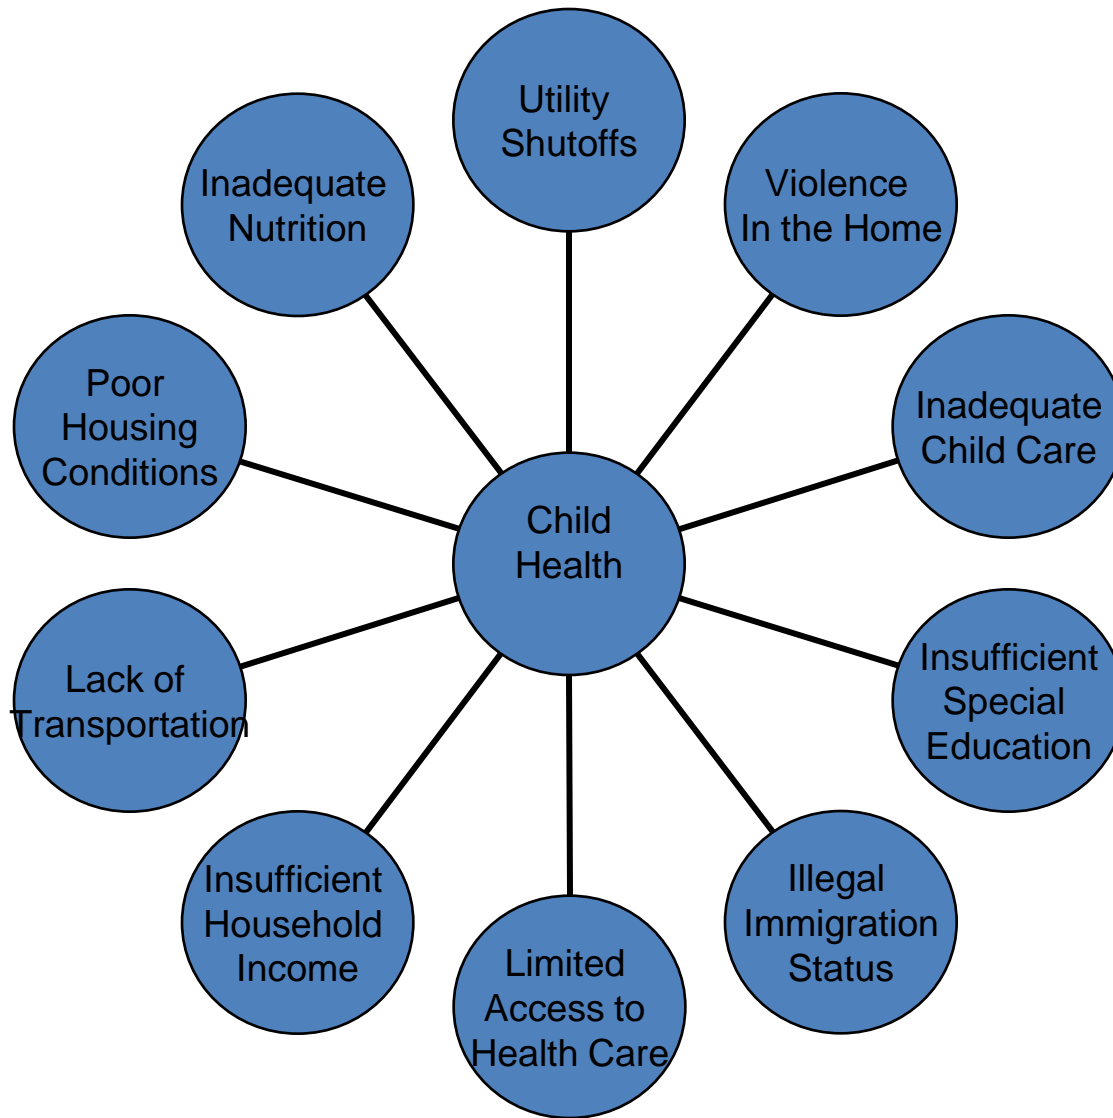 Utility
Shutoffs
Violence
In the Home
Inadequate
Child Care
Insufficient
Special
Education
Illegal
Immigration
Status
Limited
Access to
Health Care
Insufficient
Household
Income
Lack of
Transportation
Poor
Housing
Conditions
Inadequate
Nutrition
Child
Health